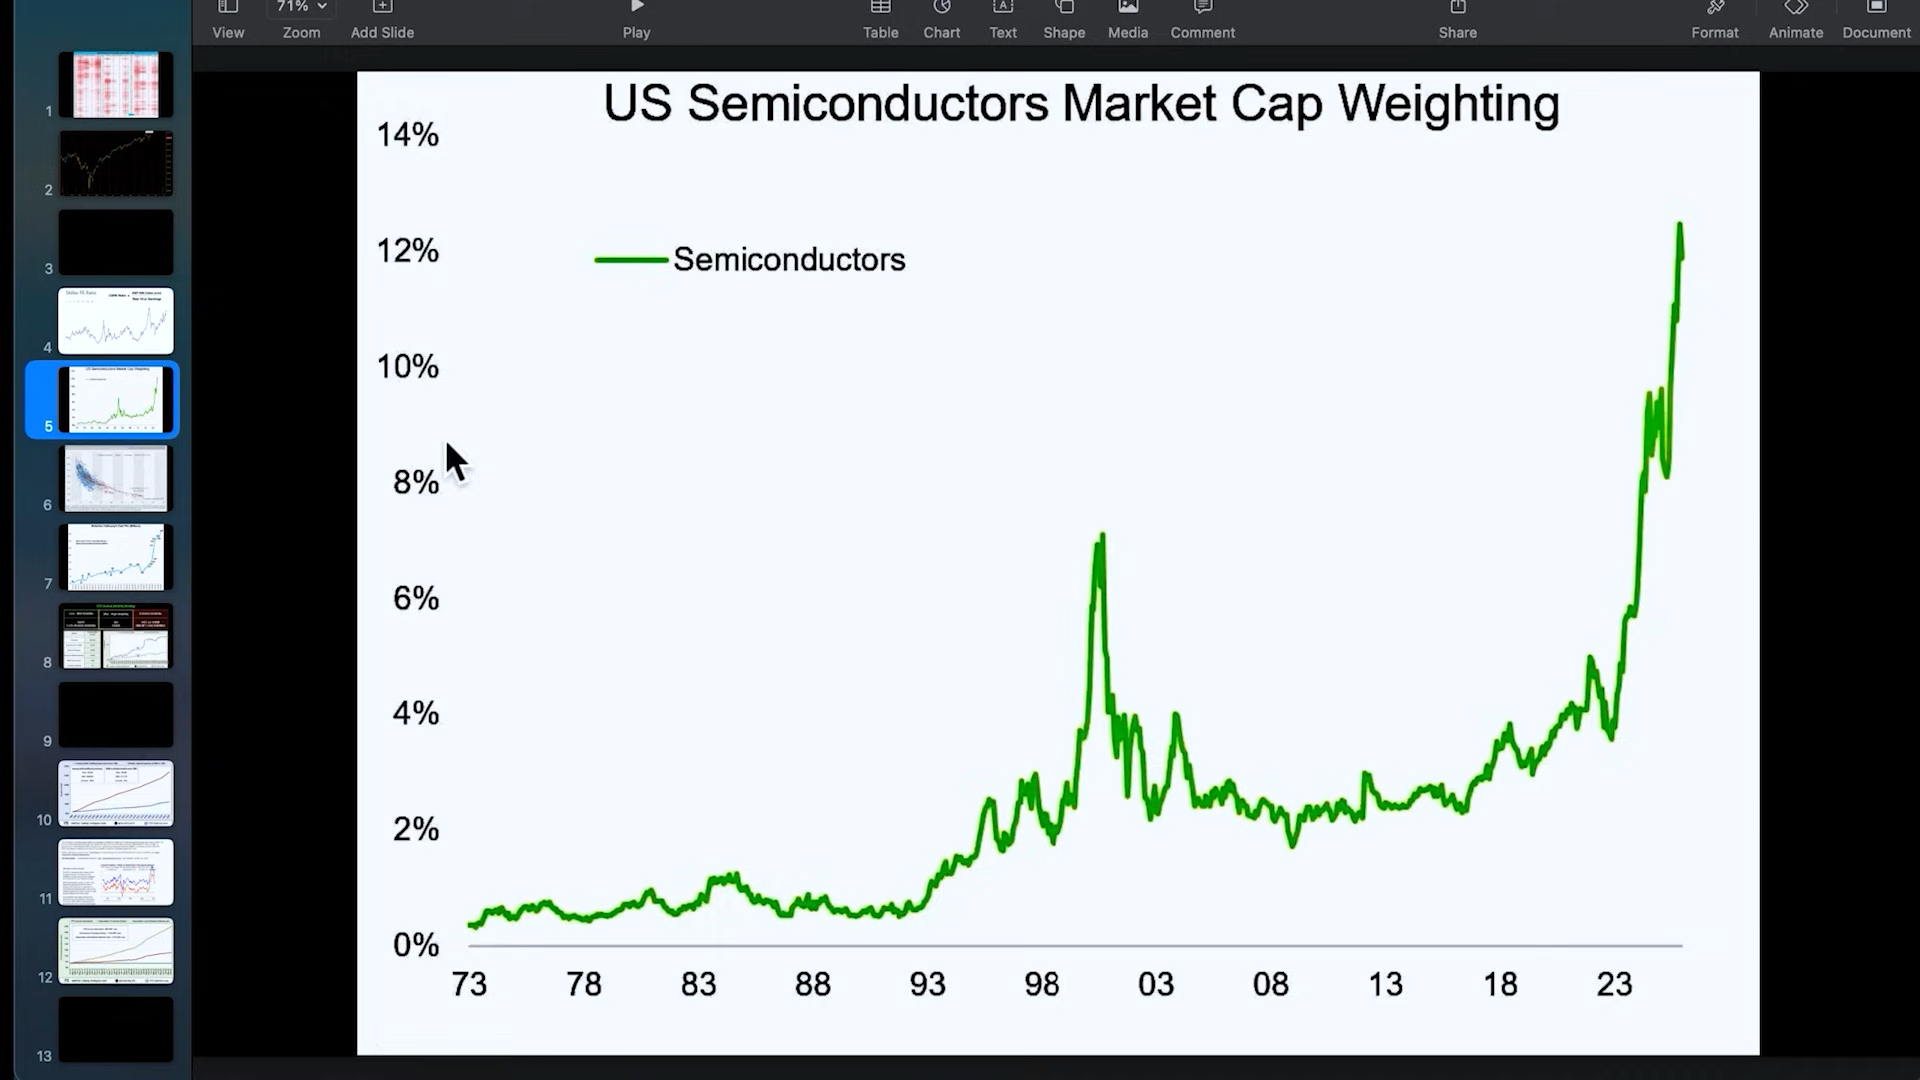 71%
View
Zoom
Add Slide
Play
Table
Chart
Text
Shape
Media
Comment
Share
Format
Animate
Document
1
2
3
4
5
6
7
8
9
10
11
12
13
US Semiconductors Market Cap Weighting
14%
12%
10%
8%
6%
4%
2%
0%
Semiconductors
73 78 83 88 93 98 03 08 13 18 23